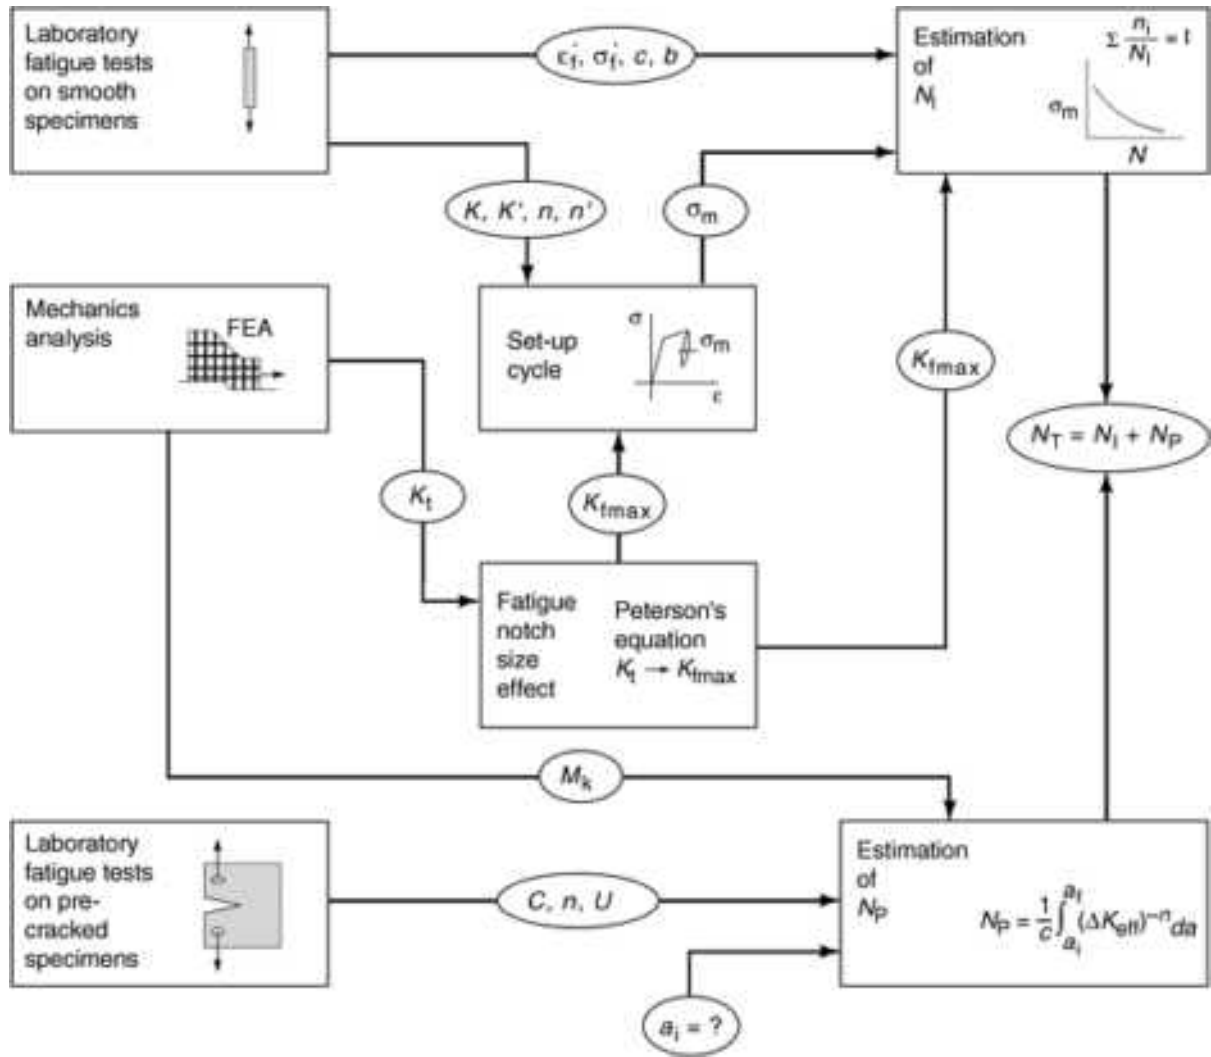 Laboratory
fatigue tests
on smooth
specimens
ε'f, σ'f, c, b
Estimation
of
NI
Σ nI/NI = 1
σm
N
K, K', n, n'
σm
Mechanics
analysis
FEA
Set-up
cycle
σ
σm
ε
Kfmax
NT = NI + NP
Kt
Kfmax
Fatigue
notch
size
effect
Peterson's
equation
Kt → Kfmax
Mk
Laboratory
fatigue tests
on pre-
cracked
specimens
C, n, U
Estimation
of
NP
NP = 1/c ∫ai^af (ΔKeff)^–n da
ai = ?